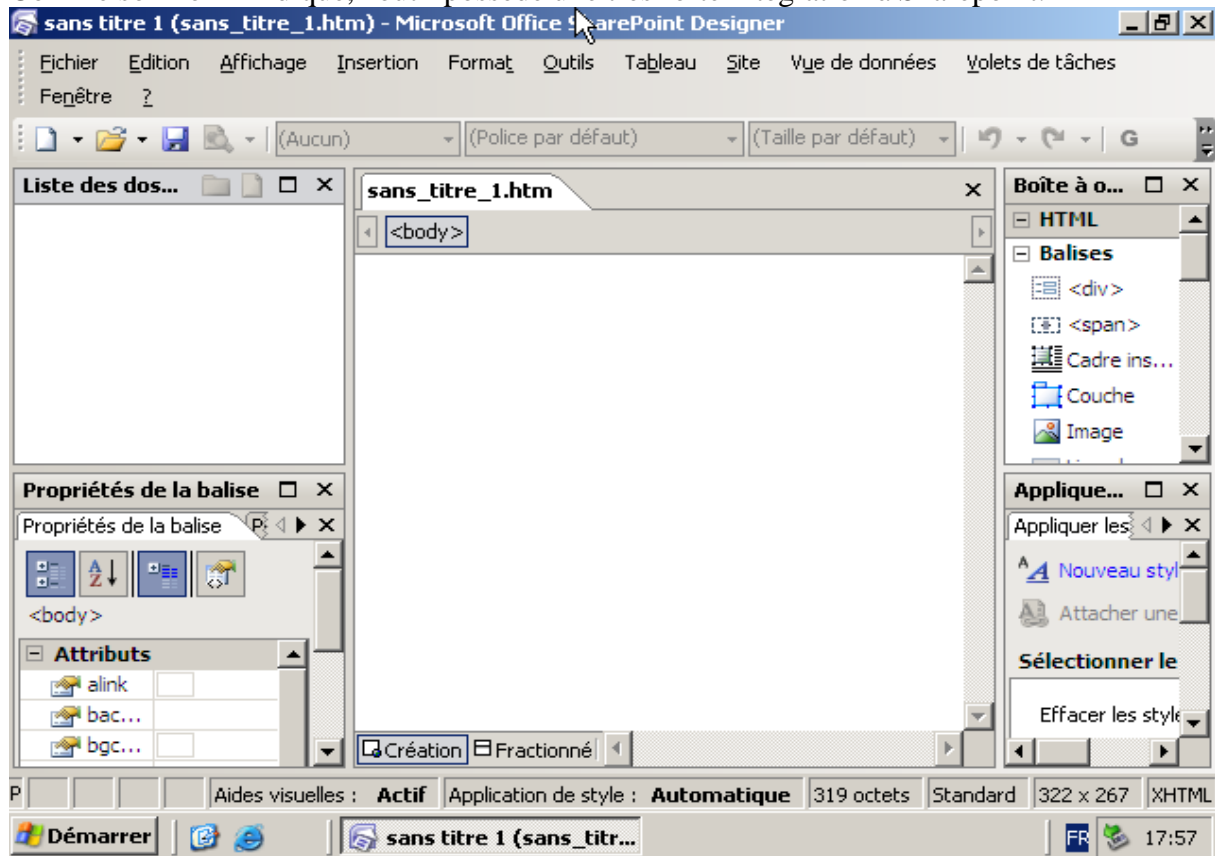 sans titre 1 (sans_titre_1.htm) - Microsoft Office SharePoint Designer
Fichier Edition Affichage Insertion Format Outils Tableau Site Vue de données Volets de tâches
Fenêtre ?
(Aucun) (Police par défaut) (Taille par défaut) G
Liste des dos...
sans_titre_1.htm
<body>
Boîte à o...
HTML
Balises
<div>
<span>
Cadre ins...
Couche
Image
Propriétés de la balise
Propriétés de la balise P
<body>
Attributs
alink
bac...
bgc...
Création Fractionné
Applique...
Appliquer les
Nouveau styl
Attacher une
Sélectionner le
Effacer les style
P Aides visuelles : Actif Application de style : Automatique 319 octets Standard 322 x 267 XHTML
Démarrer sans titre 1 (sans_titr... FR 17:57